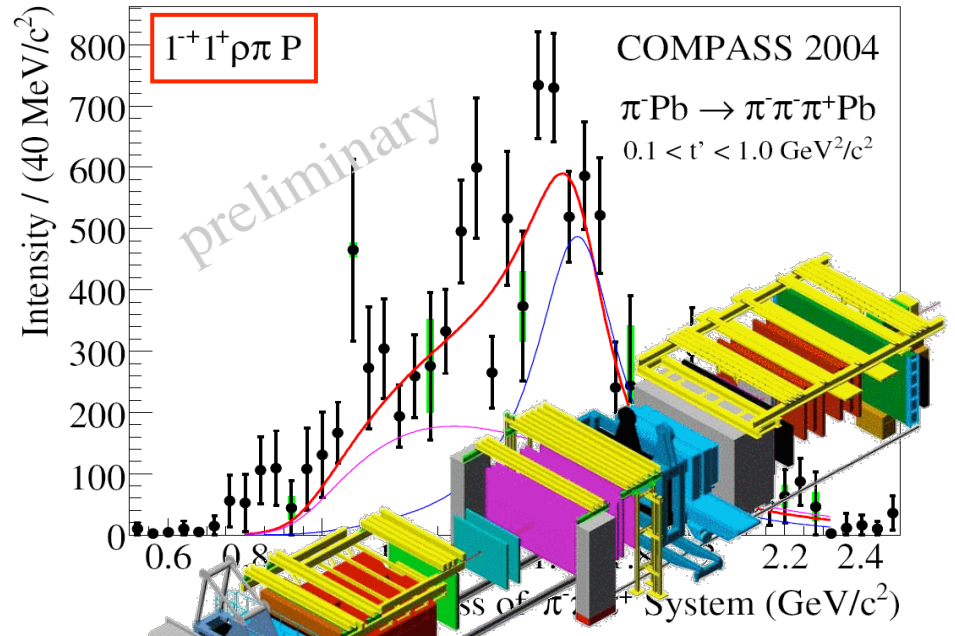 1⁻⁺1⁺ρπ P
COMPASS 2004
π⁻Pb → π⁻π⁻π⁺Pb
0.1 < t' < 1.0 GeV²/c²
preliminary
Intensity / (40 MeV/c²)
800
700
600
500
400
300
200
100
0
0.6 0.8 2.2 2.4
of System (GeV/c²)